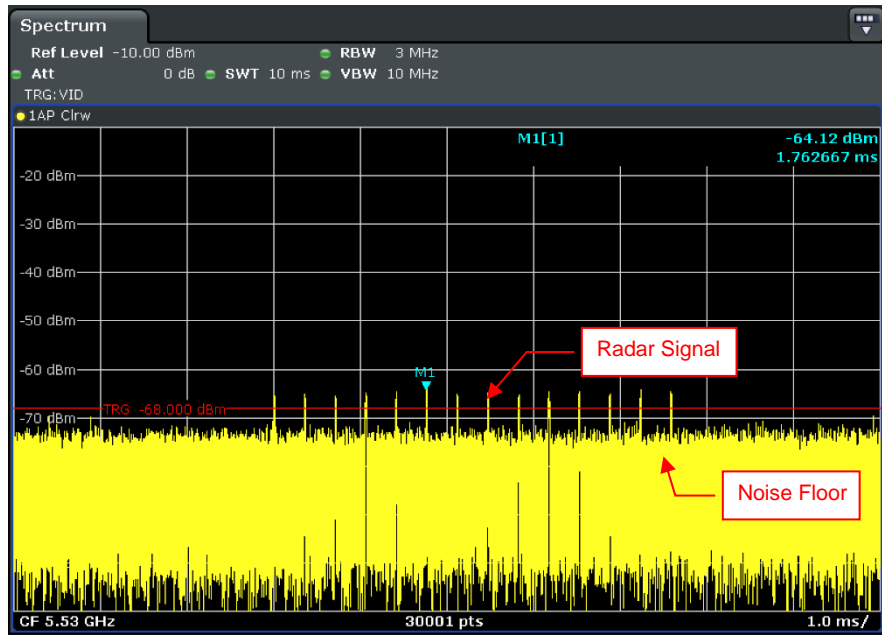 Spectrum
Ref Level -10.00 dBm RBW 3 MHz
Att 0 dB SWT 10 ms VBW 10 MHz
TRG:VID
1AP Clrw
M1[1] -64.12 dBm
1.762667 ms
-20 dBm
-30 dBm
-40 dBm
-50 dBm
Radar Signal
-60 dBm
M1
TRG -68.000 dBm
-70 dBm
Noise Floor
CF 5.53 GHz 30001 pts 1.0 ms/